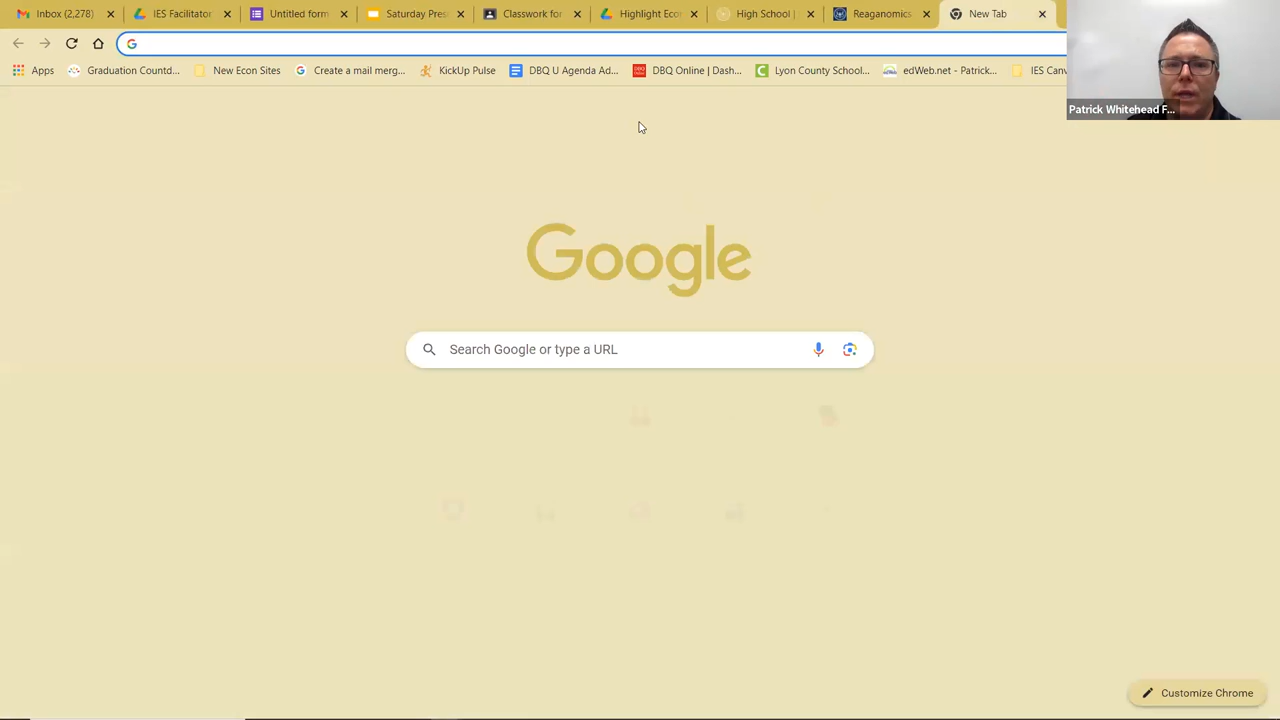 Inbox (2,278)
IES Facilitator
Untitled form
Saturday Pres
Classwork for
Highlight Econ
High School |
Reaganomics
New Tab
Apps
Graduation Countd...
New Econ Sites
Create a mail merg...
KickUp Pulse
DBQ U Agenda Ad...
DBQ Online | Dash...
Lyon County School...
edWeb.net - Patrick...
IES Canv
Patrick Whitehead F...
Google
Search Google or type a URL
Customize Chrome